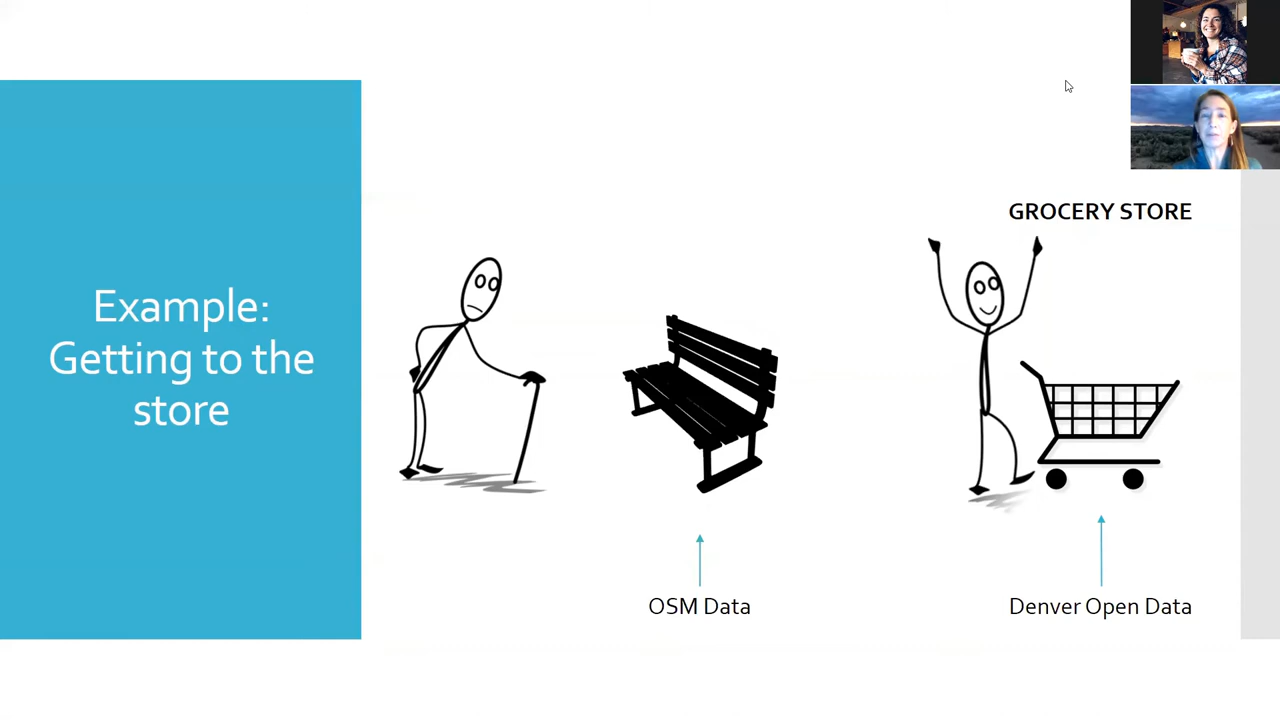 Example:
Getting to the
store
GROCERY STORE
OSM Data
Denver Open Data